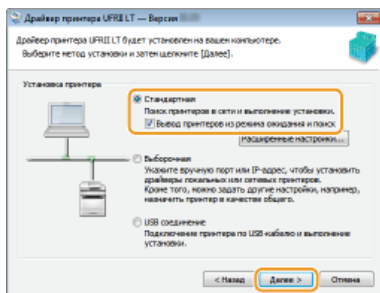 Драйвер принтера UFRII LT — Версия
Драйвер принтера UFRII LT будет установлен на вашем компьютере.
Выберите метод установки и затем щелкните [Далее].
Установка принтера
Стандартная
Поиск принтеров в сети и выполнение установки.
Вывод принтеров из режима ожидания и поиск
Расширенные настройки...
Выборочная
Укажите вручную порт или IP-адрес, чтобы установить
драйверы локальных или сетевых принтеров.
Кроме того, можно задать другие настройки, например,
назначить принтер в качестве общего.
USB соединение
Подключение принтера по USB-кабелю и выполнение
установки.
< Назад
Далее >
Отмена